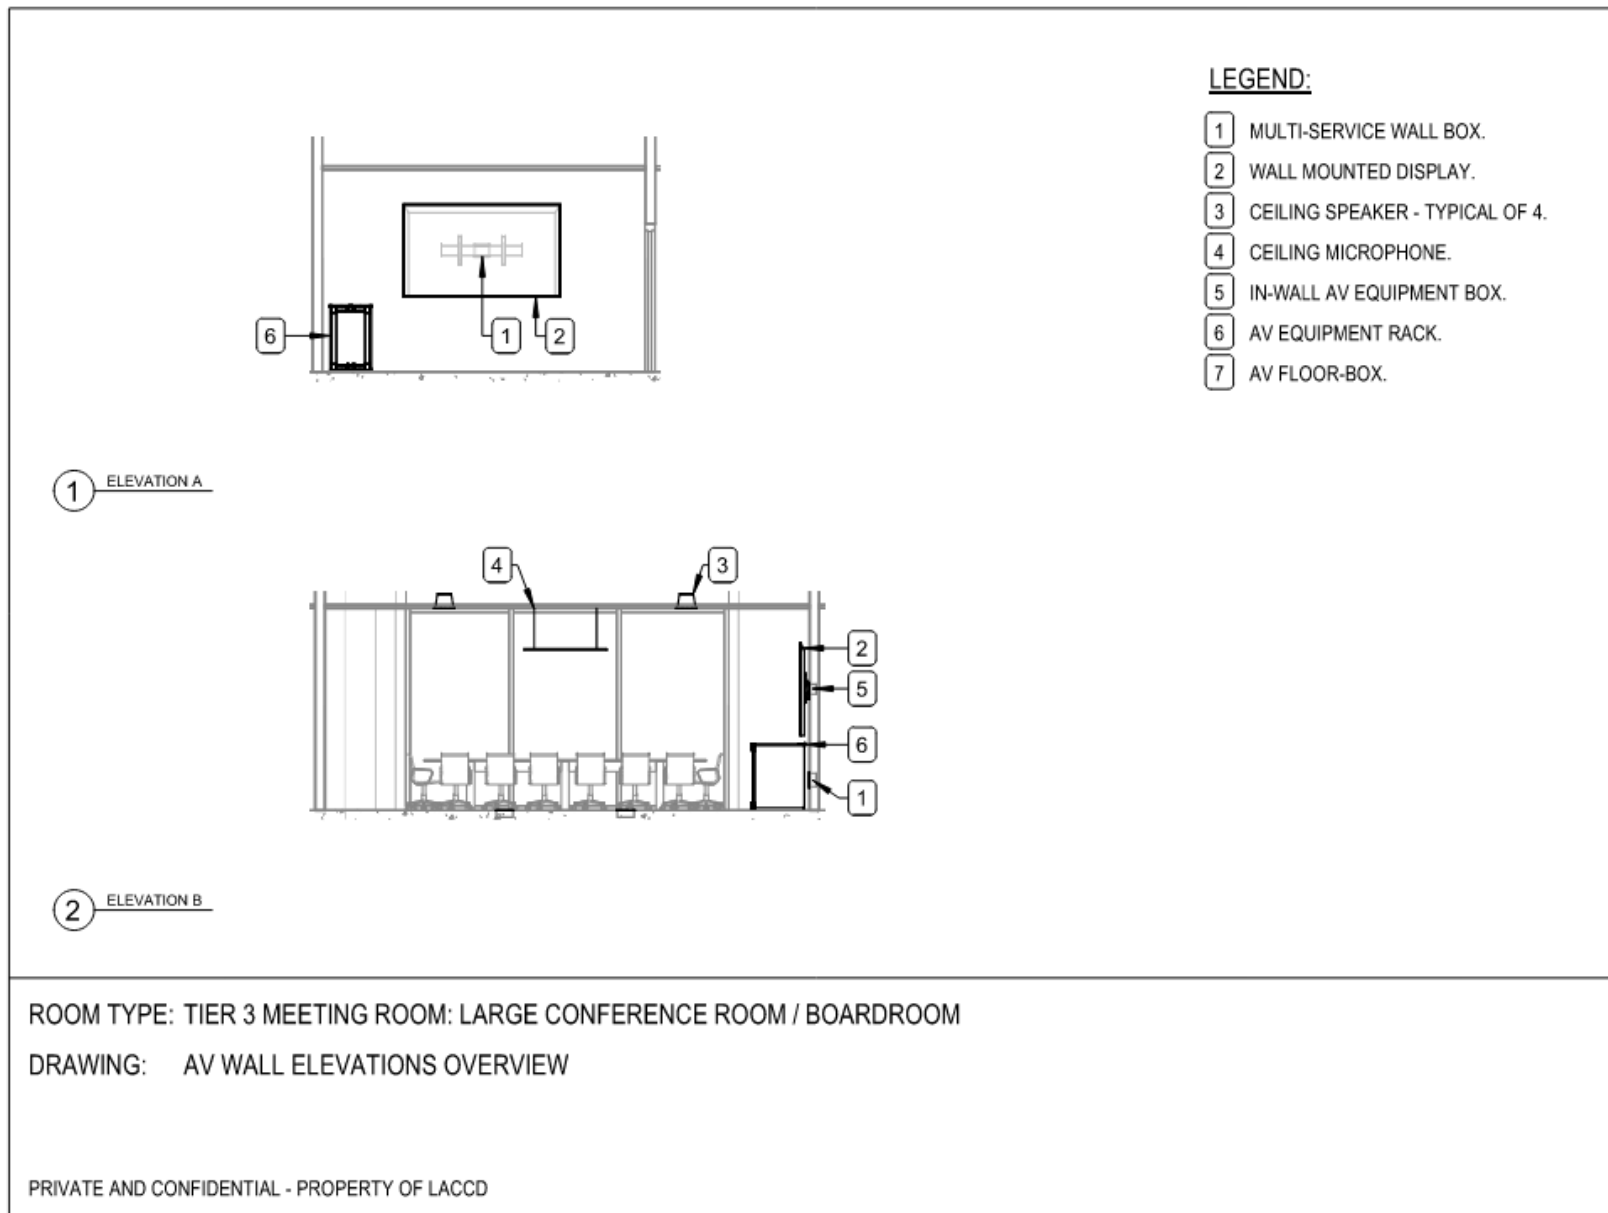 LEGEND:
1 MULTI-SERVICE WALL BOX.
2 WALL MOUNTED DISPLAY.
3 CEILING SPEAKER - TYPICAL OF 4.
4 CEILING MICROPHONE.
5 IN-WALL AV EQUIPMENT BOX.
6 AV EQUIPMENT RACK.
7 AV FLOOR-BOX.
6 1 2
1 ELEVATION A
4 3
2
5
6
1
2 ELEVATION B
ROOM TYPE: TIER 3 MEETING ROOM: LARGE CONFERENCE ROOM / BOARDROOM
DRAWING: AV WALL ELEVATIONS OVERVIEW
PRIVATE AND CONFIDENTIAL - PROPERTY OF LACCD